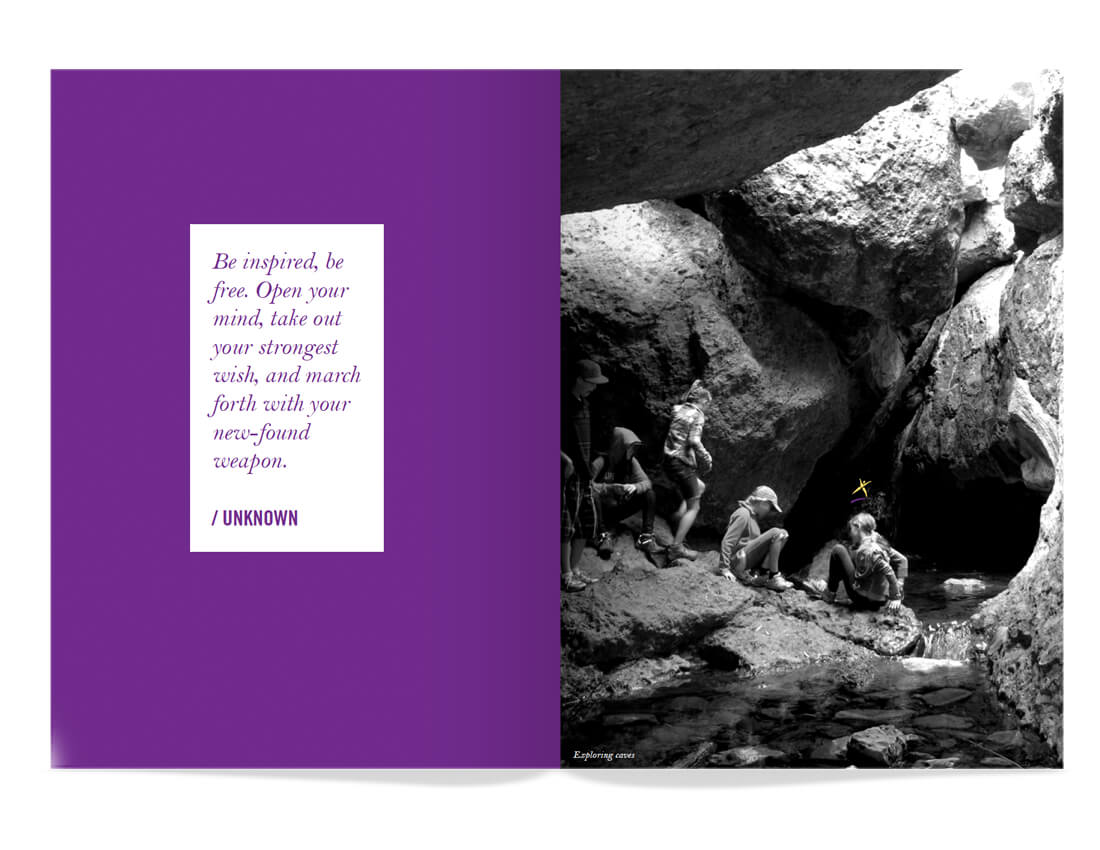 Be inspired, be
free. Open your
mind, take out
your strongest
wish, and march
forth with your
new-found
weapon.
/ UNKNOWN
Exploring caves